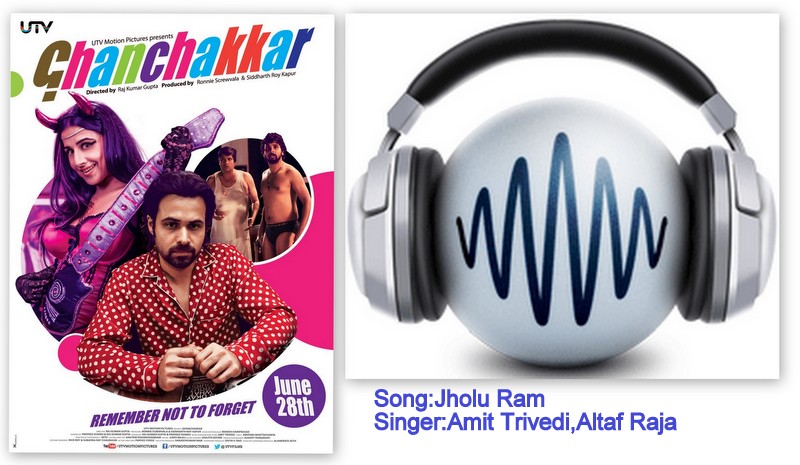 UTV
UTV Motion Pictures presents
Ghanchakkar
Directed by Raj Kumar Gupta Produced by Ronnie Screwvala & Siddharth Roy Kapur
June
28th
REMEMBER NOT TO FORGET
Song:Jholu Ram
Singer:Amit Trivedi,Altaf Raja